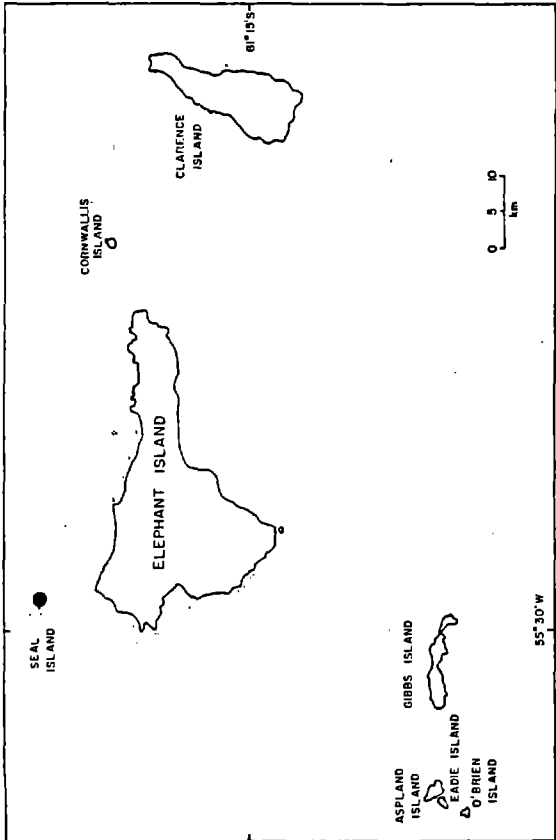 61° 15'S
CLARENCE
ISLAND
CORNWALLIS
ISLAND
0 5 10
km
ELEPHANT ISLAND
SEAL
ISLAND
55° 30' W
GIBBS ISLAND
ASPLAND
ISLAND
EADIE ISLAND
O'BRIEN
ISLAND